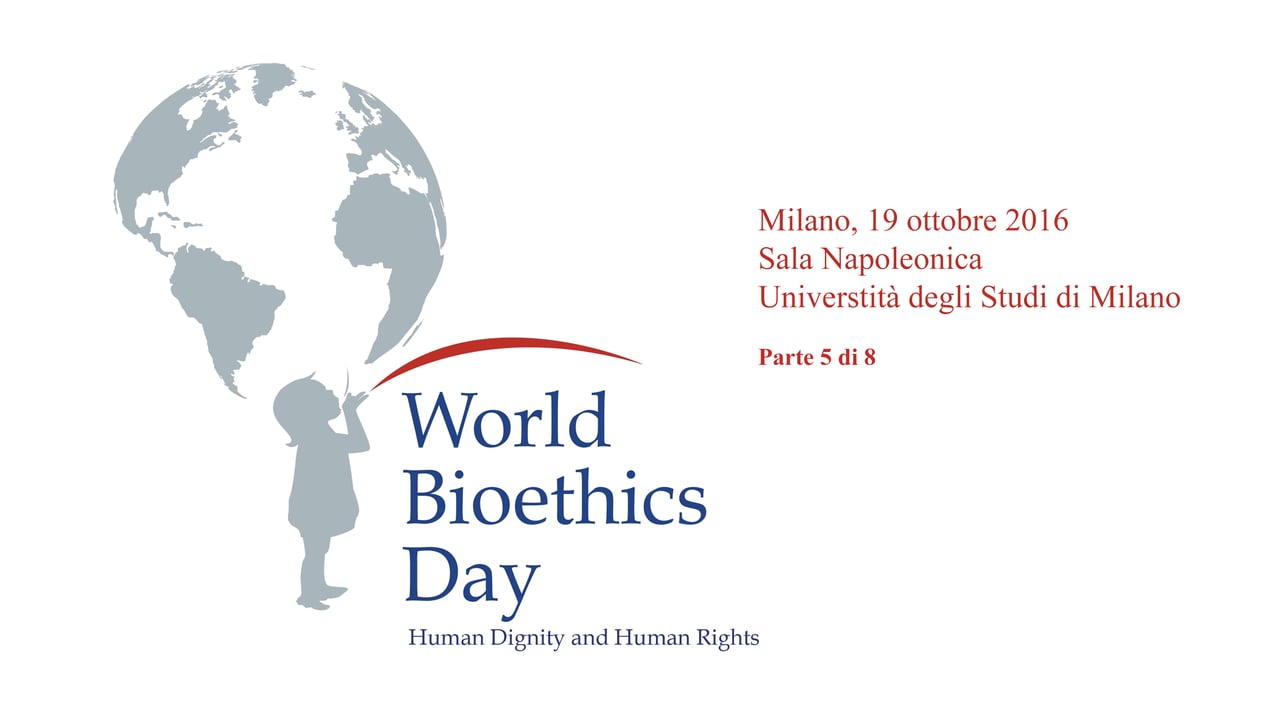 Milano, 19 ottobre 2016
Sala Napoleonica
Universtità degli Studi di Milano
Parte 5 di 8
World
Bioethics
Day
Human Dignity and Human Rights